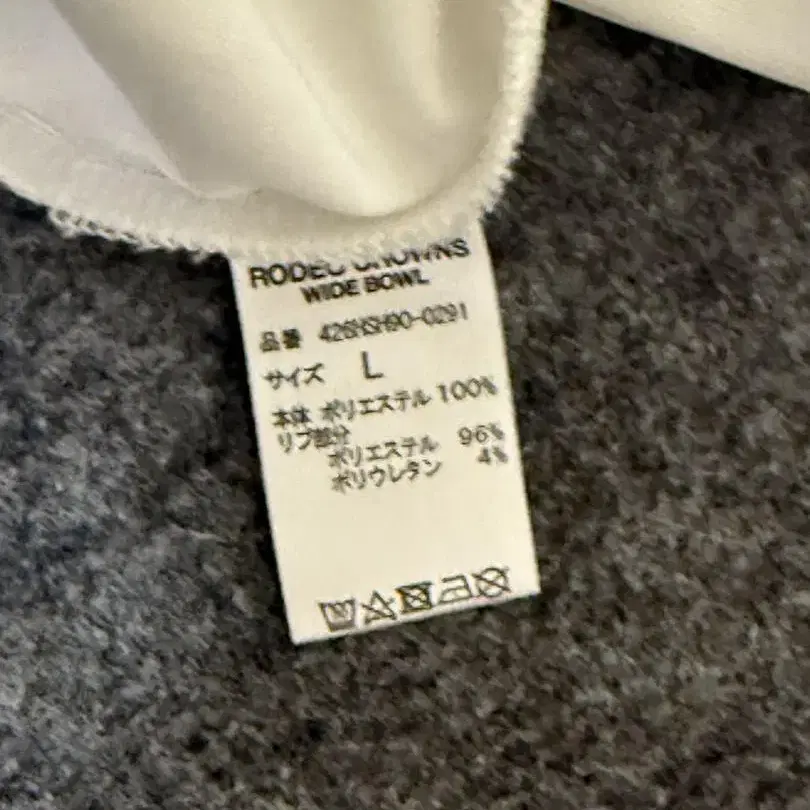 RODEO CROWNS
WIDE BOWL
品番 426HSH90-0291
サイズ L
本体 ポリエステル 100%
リブ部分
ポリエステル 96%
ポリウレタン 4%